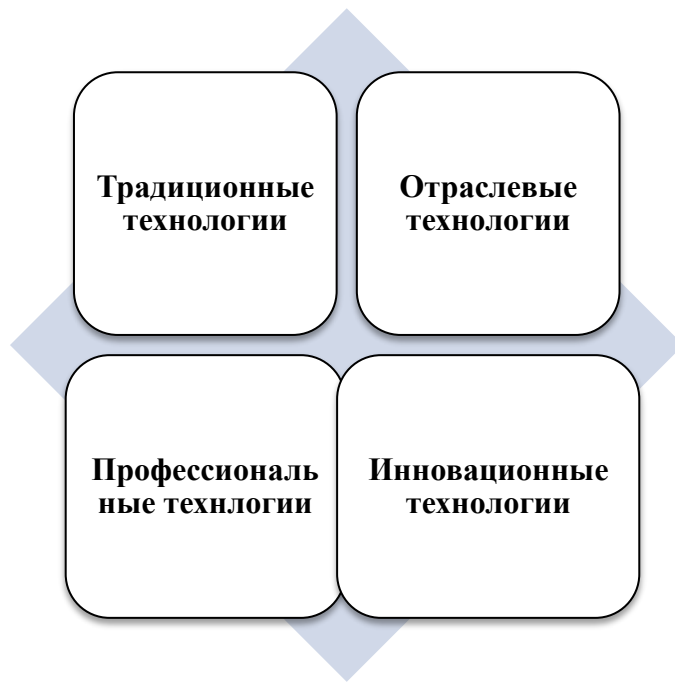 Традиционные
технологии
Отраслевые
технологии
Профессиональ
ные технлогии
Инновационные
технологии